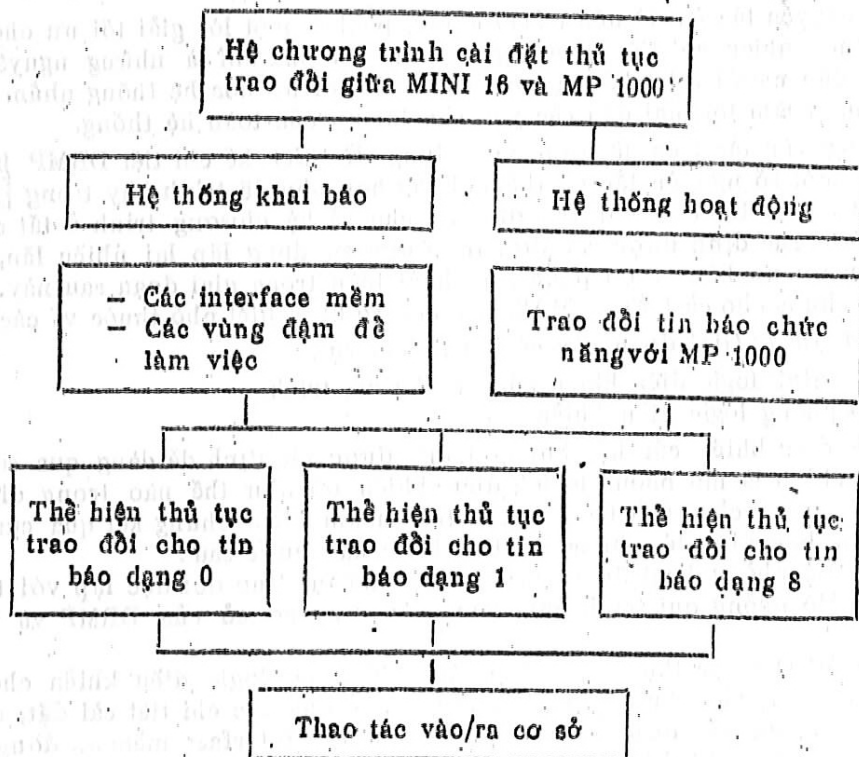 Hệ chương trình cài đặt thủ tục
trao đổi giữa MINI 16 và MP 1000
Hệ thống khai báo
Hệ thống hoạt động
— Các interface mềm
— Các vùng đậm để
làm việc
Trao đổi tin báo chức
năngvới MP 1000
Thể hiện thủ tục
trao đổi cho tin
báo dạng 0
Thể hiện thủ tục
trao đổi cho tin
báo dạng 1
Thể hiện thủ tục
trao đổi cho tin
báo dạng 8
Thao tác vào/ra cơ sở